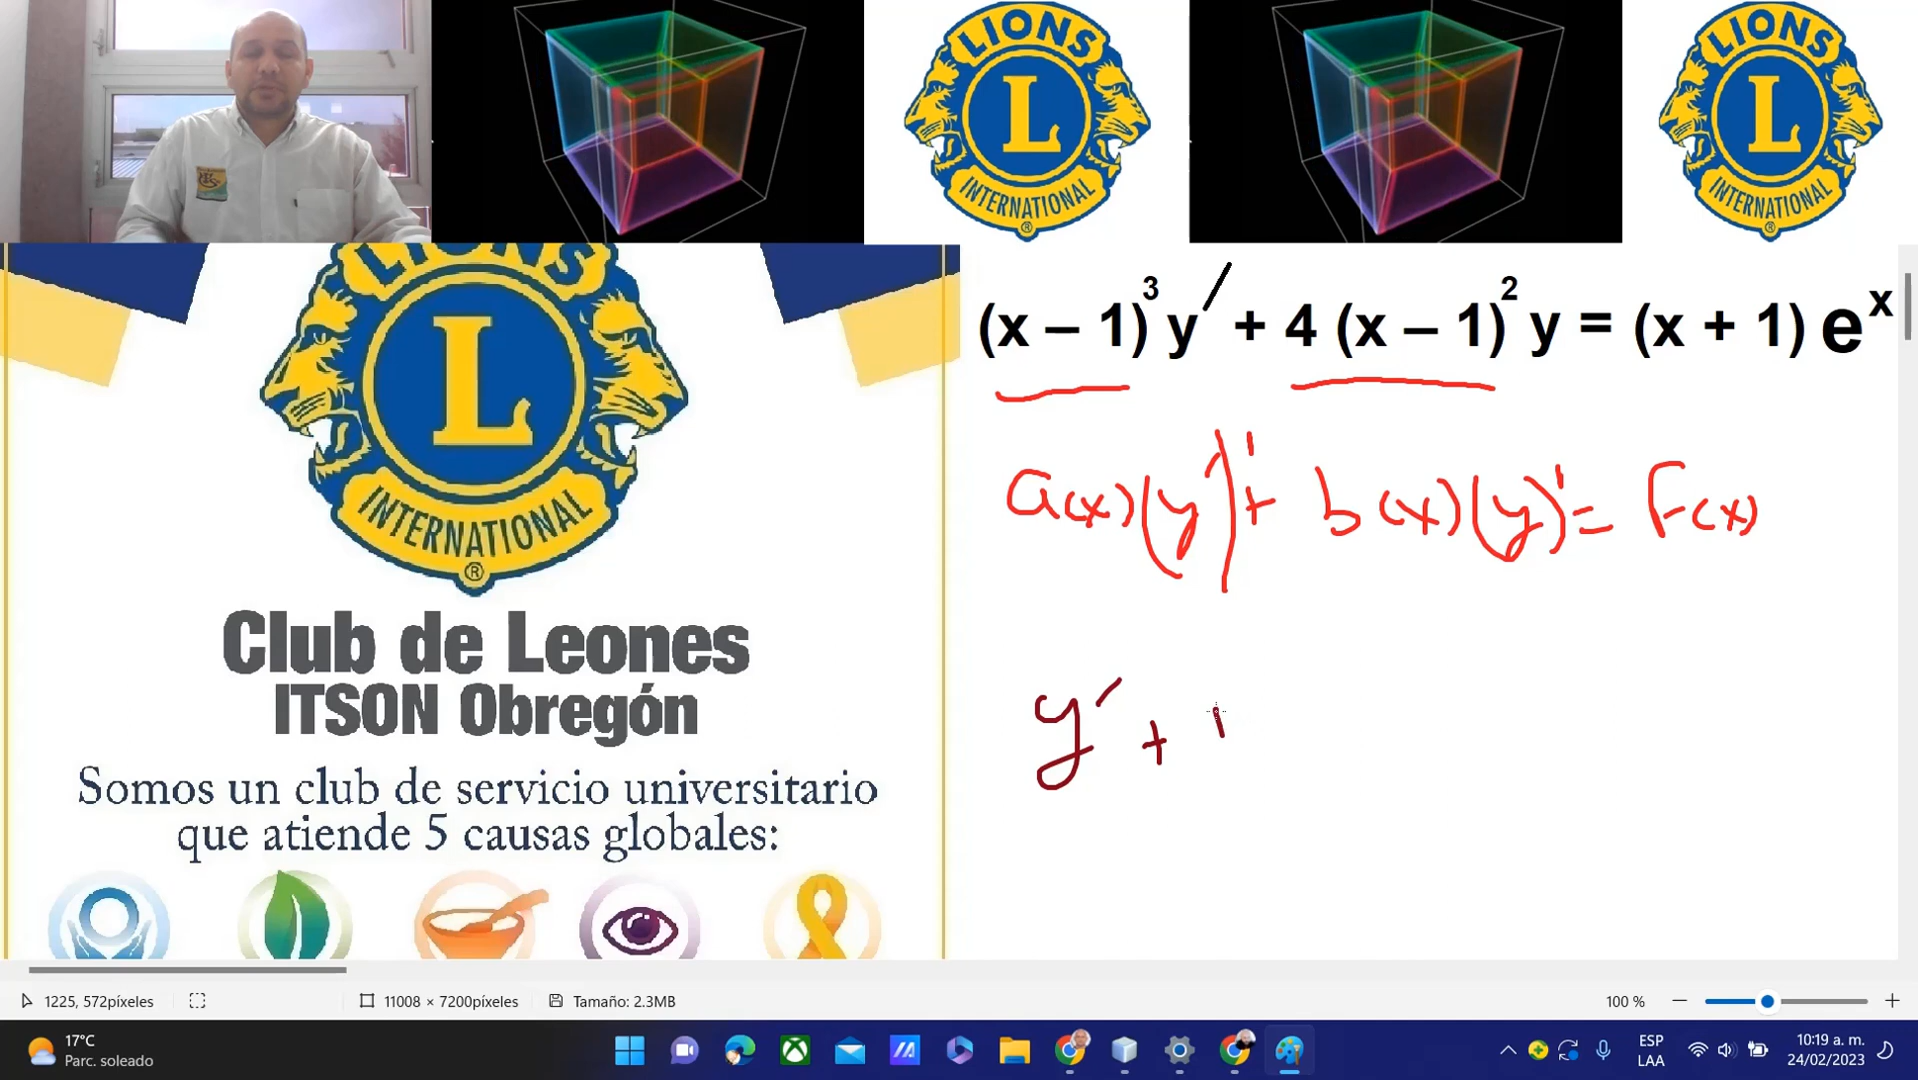 LIONS
L
INTERNATIONAL
®
LIONS
L
INTERNATIONAL
®
LIONS
L
INTERNATIONAL
®
Club de Leones
ITSON Obregón
Somos un club de servicio universitario
que atiende 5 causas globales:
(x – 1)³ y′ + 4 (x – 1)² y = (x + 1) eˣ
a(x)(y′)¹ + b(x)(y)¹ = F(x)
y′ +
1225, 572píxeles
11008 × 7200píxeles
Tamaño: 2.3MB
100 %
17°C
Parc. soleado
ESP
LAA
10:19 a. m.
24/02/2023